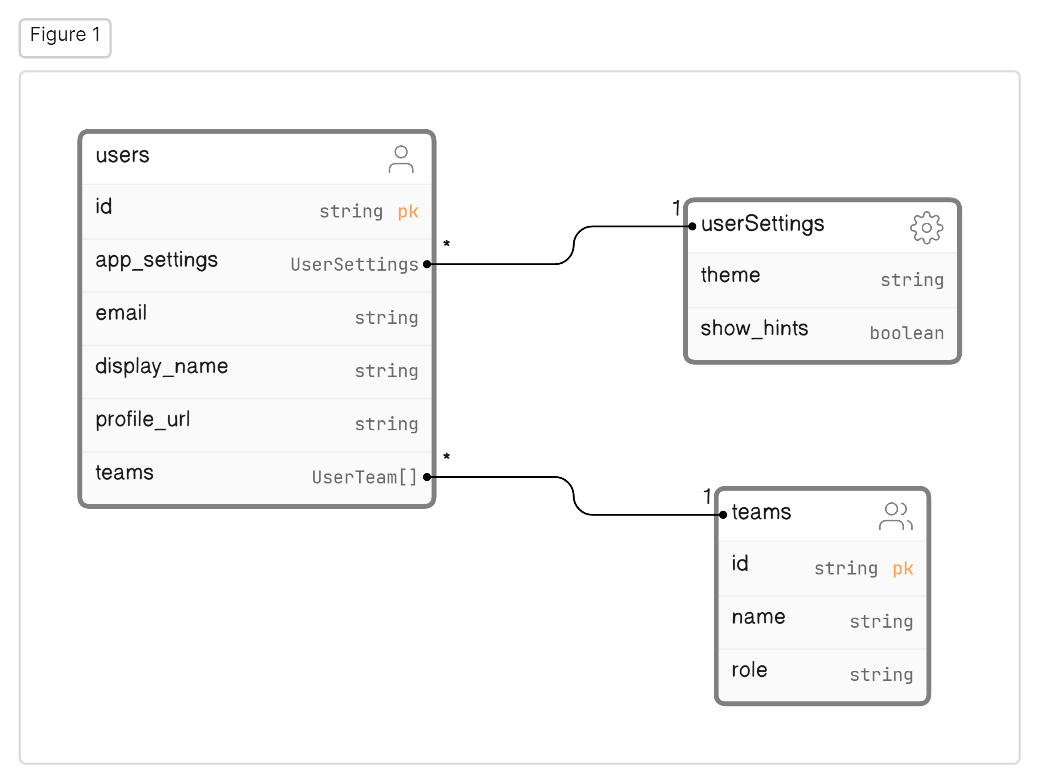 Figure 1
users
id string pk
app_settings UserSettings
email string
display_name string
profile_url string
teams UserTeam[]
*
1
userSettings
theme string
show_hints boolean
*
1
teams
id string pk
name string
role string